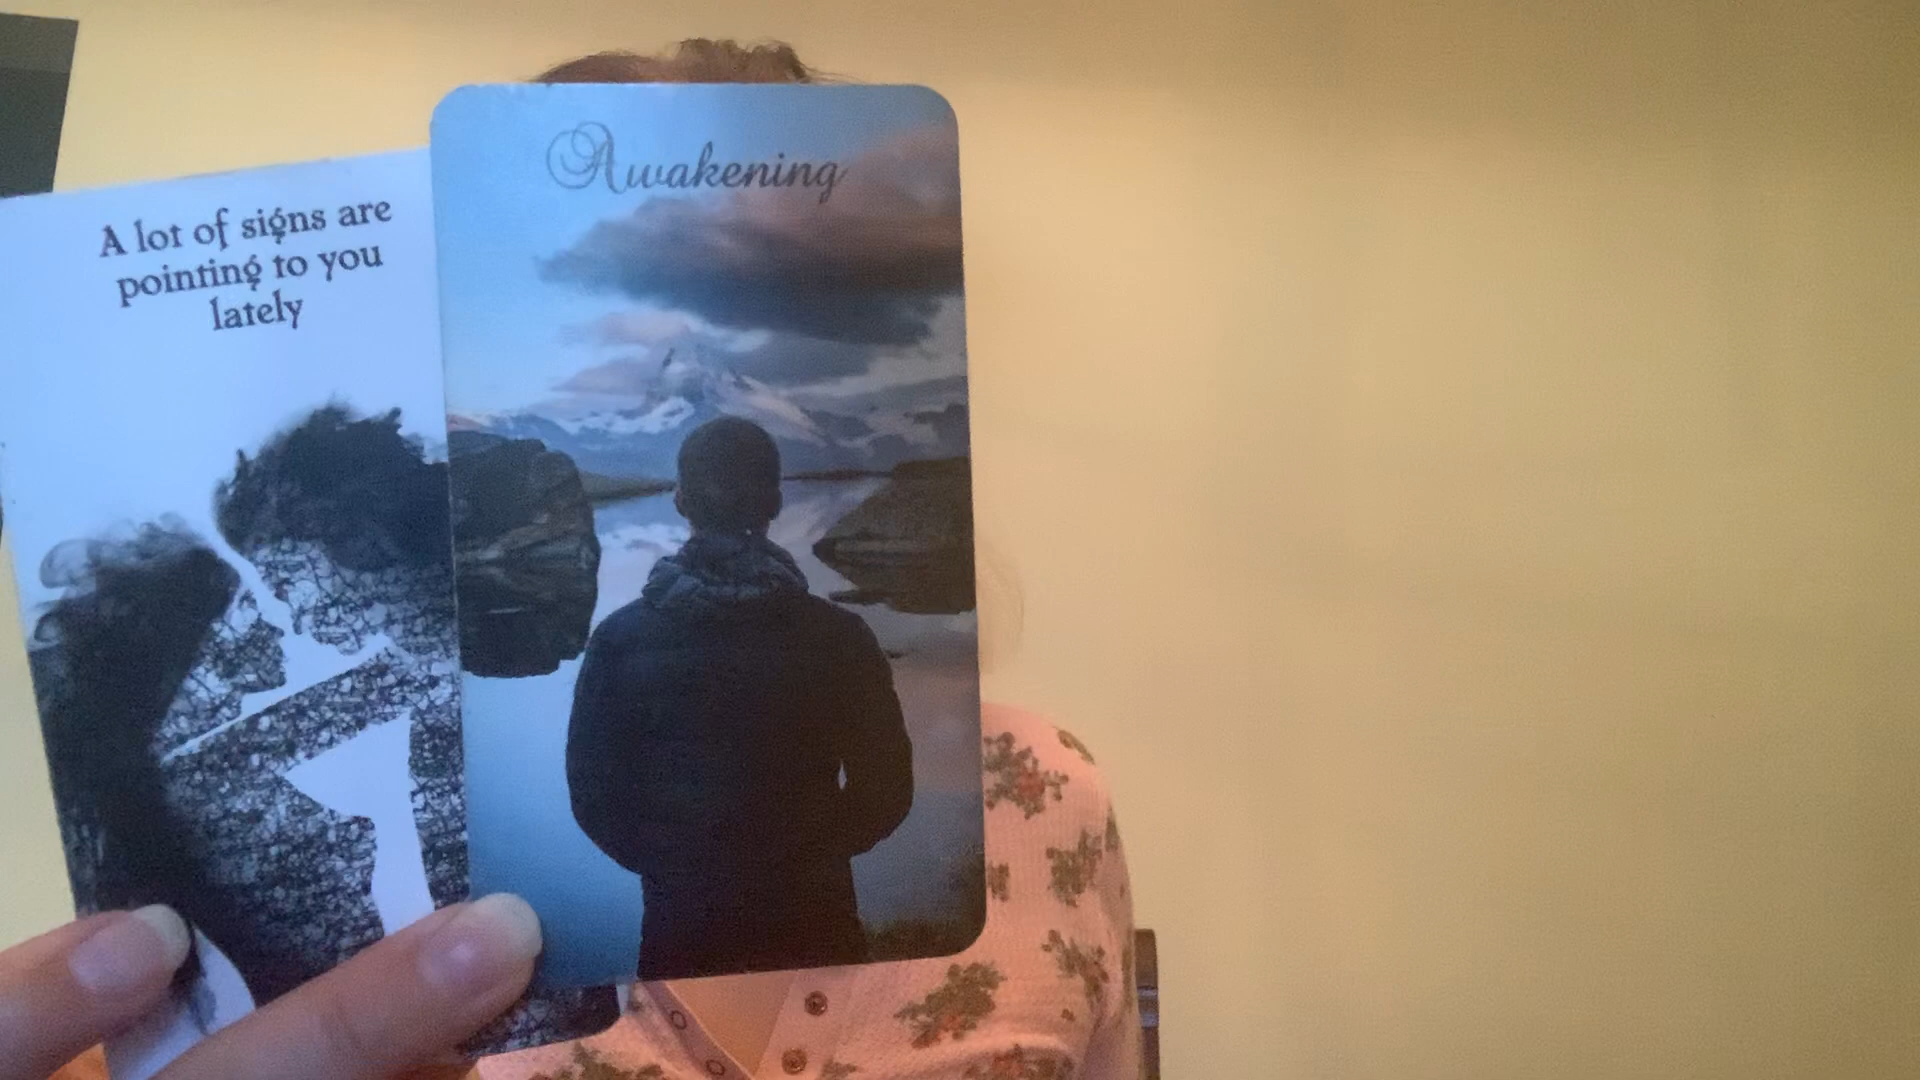 A lot of signs are
pointing to you
lately
Awakening